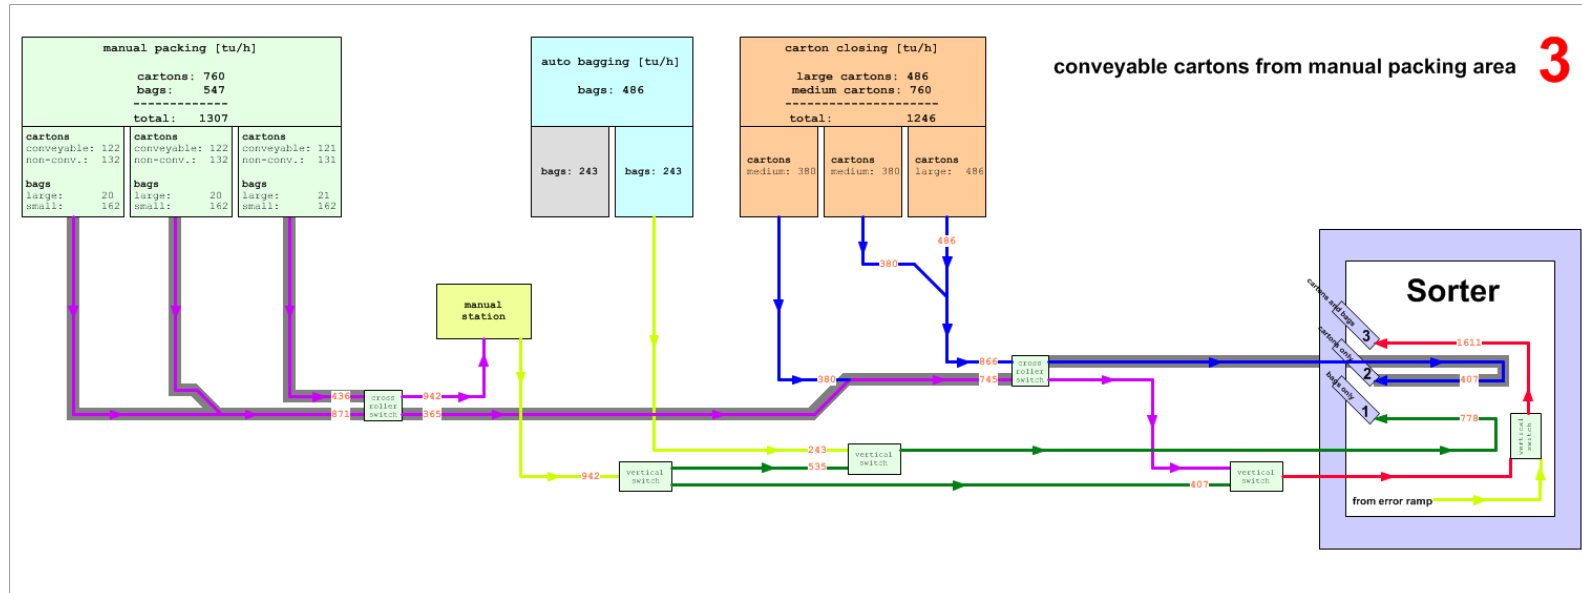 conveyable cartons from manual packing area 3
manual packing [tu/h]
cartons: 760
bags: 547
-------------
total: 1307
cartons
conveyable: 122
non-conv.: 132
bags
large: 20
small: 162
cartons
conveyable: 122
non-conv.: 132
bags
large: 20
small: 162
cartons
conveyable: 121
non-conv.: 131
bags
large: 21
small: 162
auto bagging [tu/h]
bags: 486
bags: 243
bags: 243
carton closing [tu/h]
large cartons: 486
medium cartons: 760
---------------------
total: 1246
cartons
medium: 380
cartons
medium: 380
cartons
large: 486
486
380
manual
station
866
380
745
cross
roller
switch
436
942
871
365
cross
roller
switch
243
535
942
407
vertical
switch
vertical
switch
vertical
switch
Sorter
cartons and bags
3
1611
cartons only
2
407
bags only
1
778
vertical
switch
from error ramp